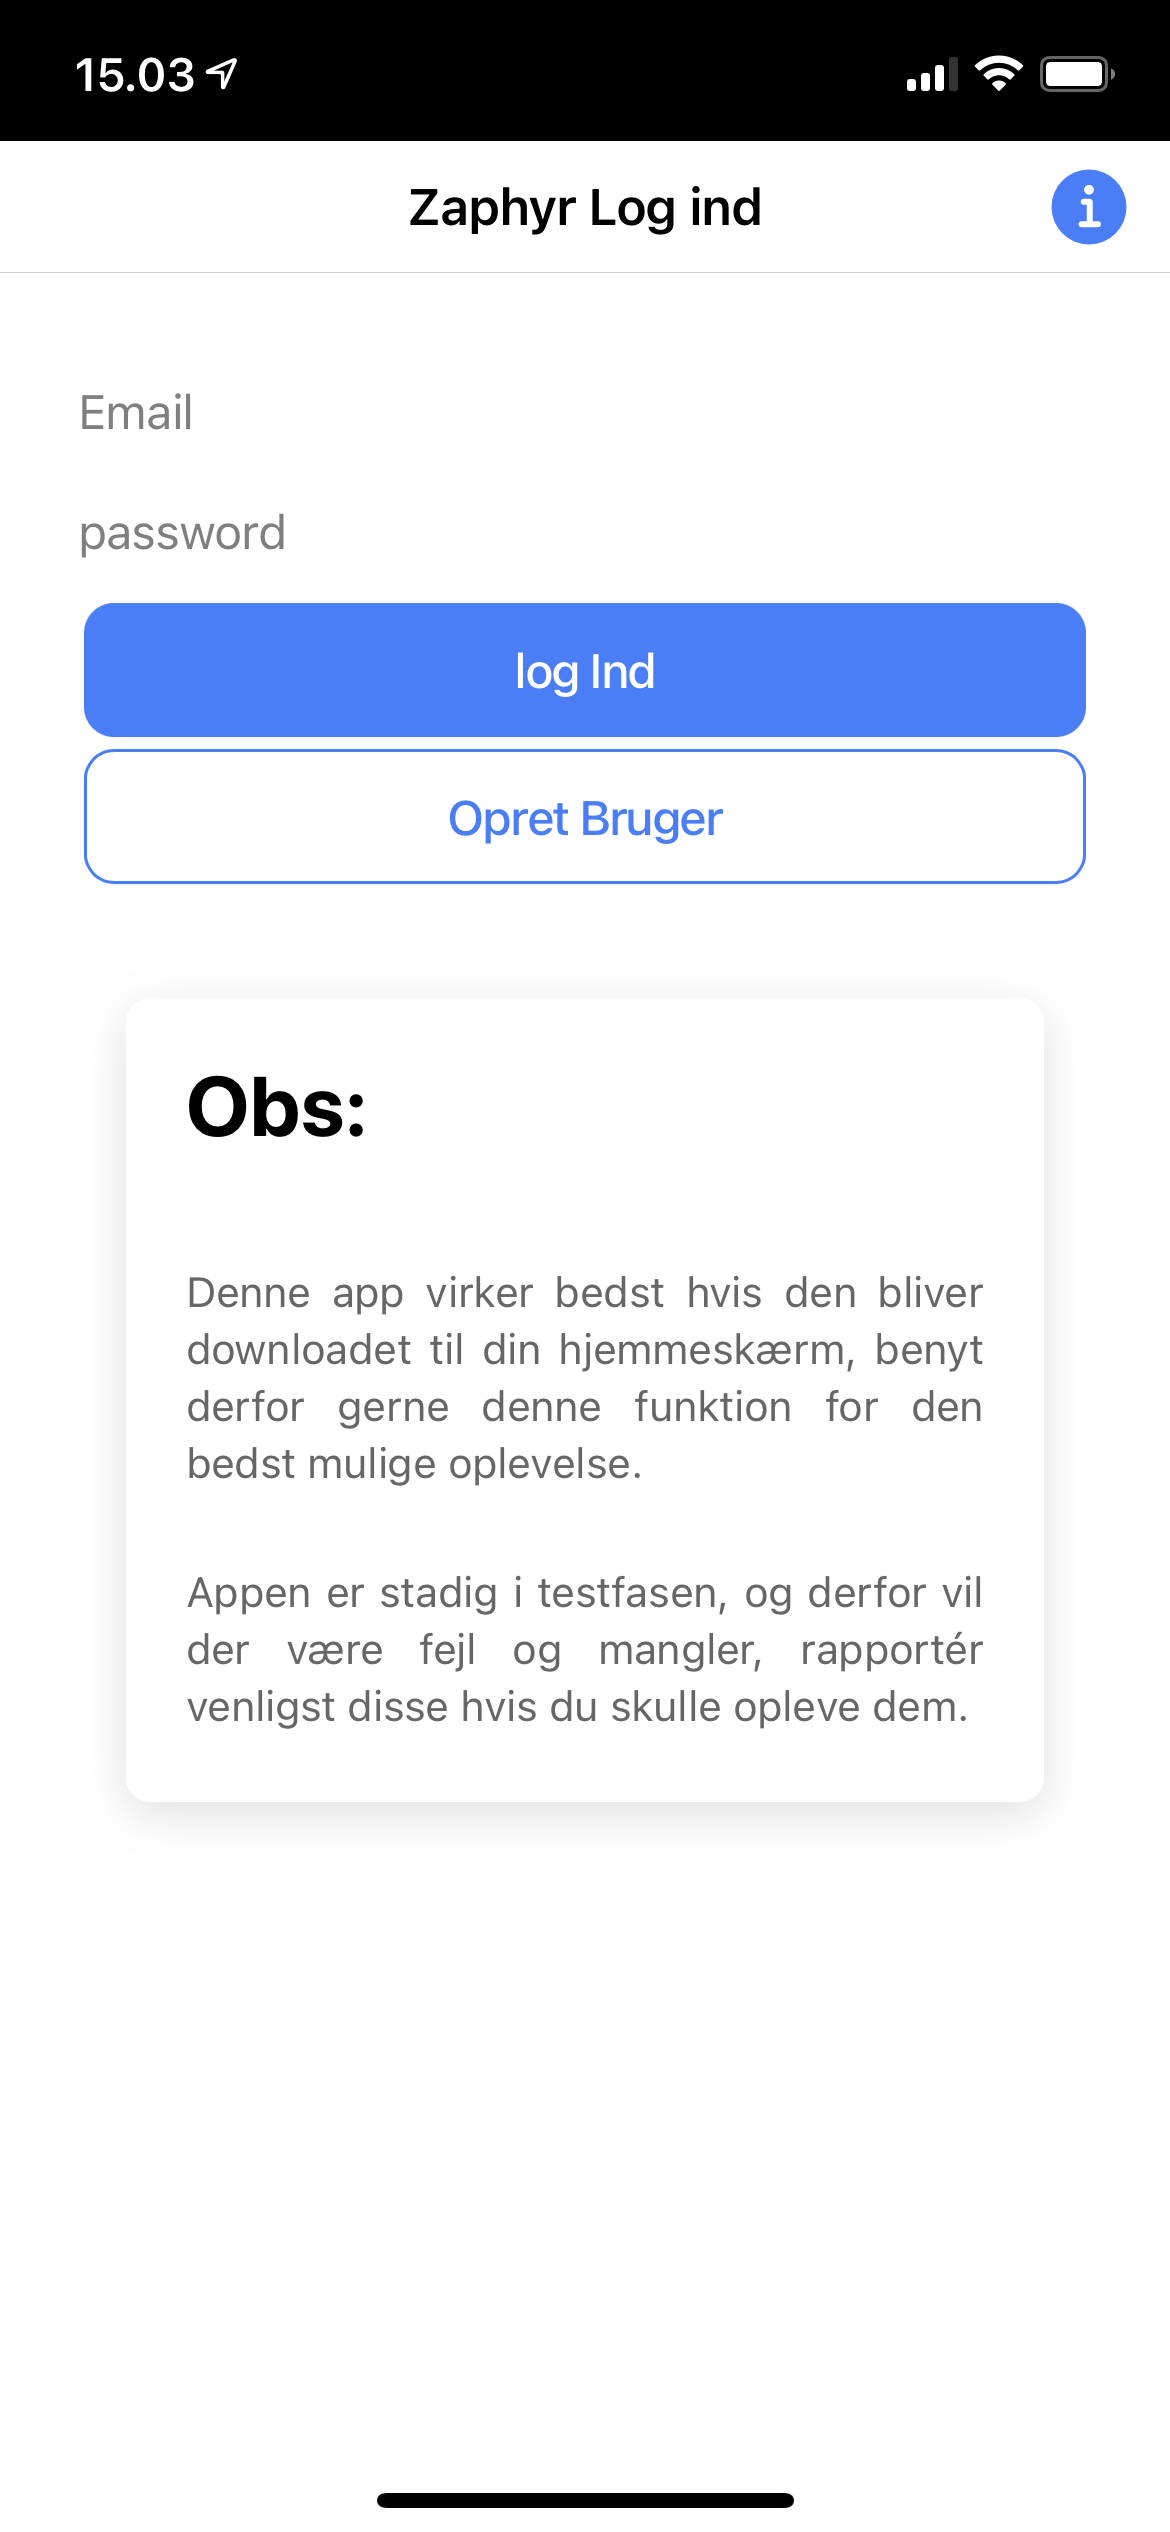 15.03
Zaphyr Log ind
Email
password
log Ind
Opret Bruger
Obs:
Denne app virker bedst hvis den bliver
downloadet til din hjemmeskærm, benyt
derfor gerne denne funktion for den
bedst mulige oplevelse.
Appen er stadig i testfasen, og derfor vil
der være fejl og mangler, rapportér
venligst disse hvis du skulle opleve dem.